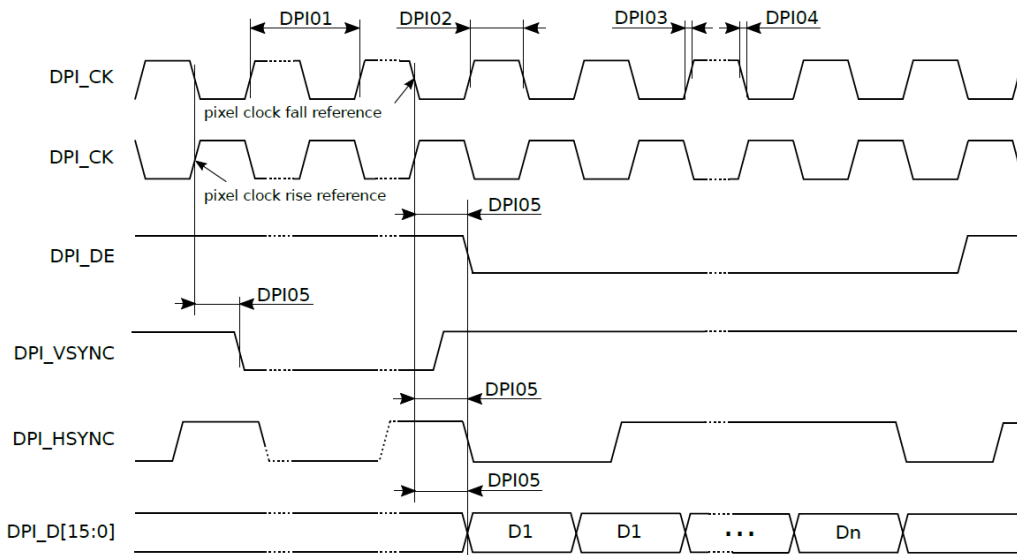 DPI01 DPI02 DPI03 DPI04
DPI_CK
pixel clock fall reference
DPI_CK
pixel clock rise reference
DPI05
DPI_DE
DPI05
DPI_VSYNC
DPI05
DPI_HSYNC
DPI05
DPI_D[15:0] D1 D1 ... Dn